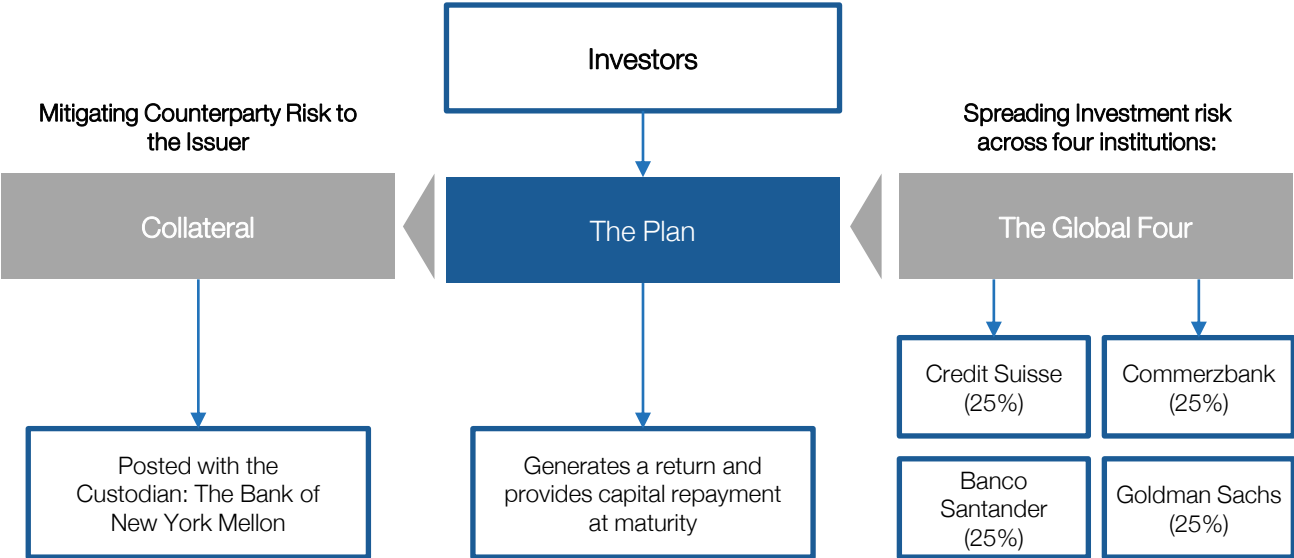 Investors
Mitigating Counterparty Risk to
the Issuer
Spreading Investment risk
across four institutions:
Collateral
The Plan
The Global Four
Credit Suisse
(25%)
Commerzbank
(25%)
Posted with the
Custodian: The Bank of
New York Mellon
Generates a return and
provides capital repayment
at maturity
Banco
Santander
(25%)
Goldman Sachs
(25%)